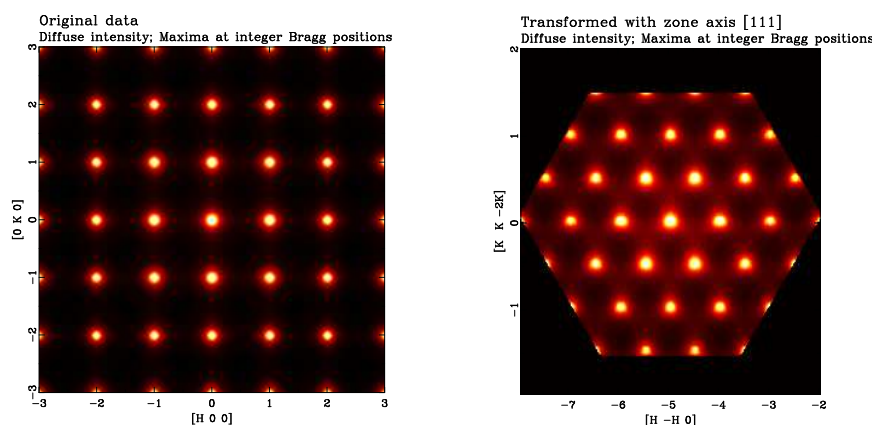 Original data
Diffuse intensity; Maxima at integer Bragg positions
3
2
1
0
-1
-2
-3
[0 K 0]
-3 -2 -1 0 1 2 3
[H 0 0]
Transformed with zone axis [111]
Diffuse intensity; Maxima at integer Bragg positions
2
1
0
-1
[K K -2K]
-7 -6 -5 -4 -3 -2
[H -H 0]